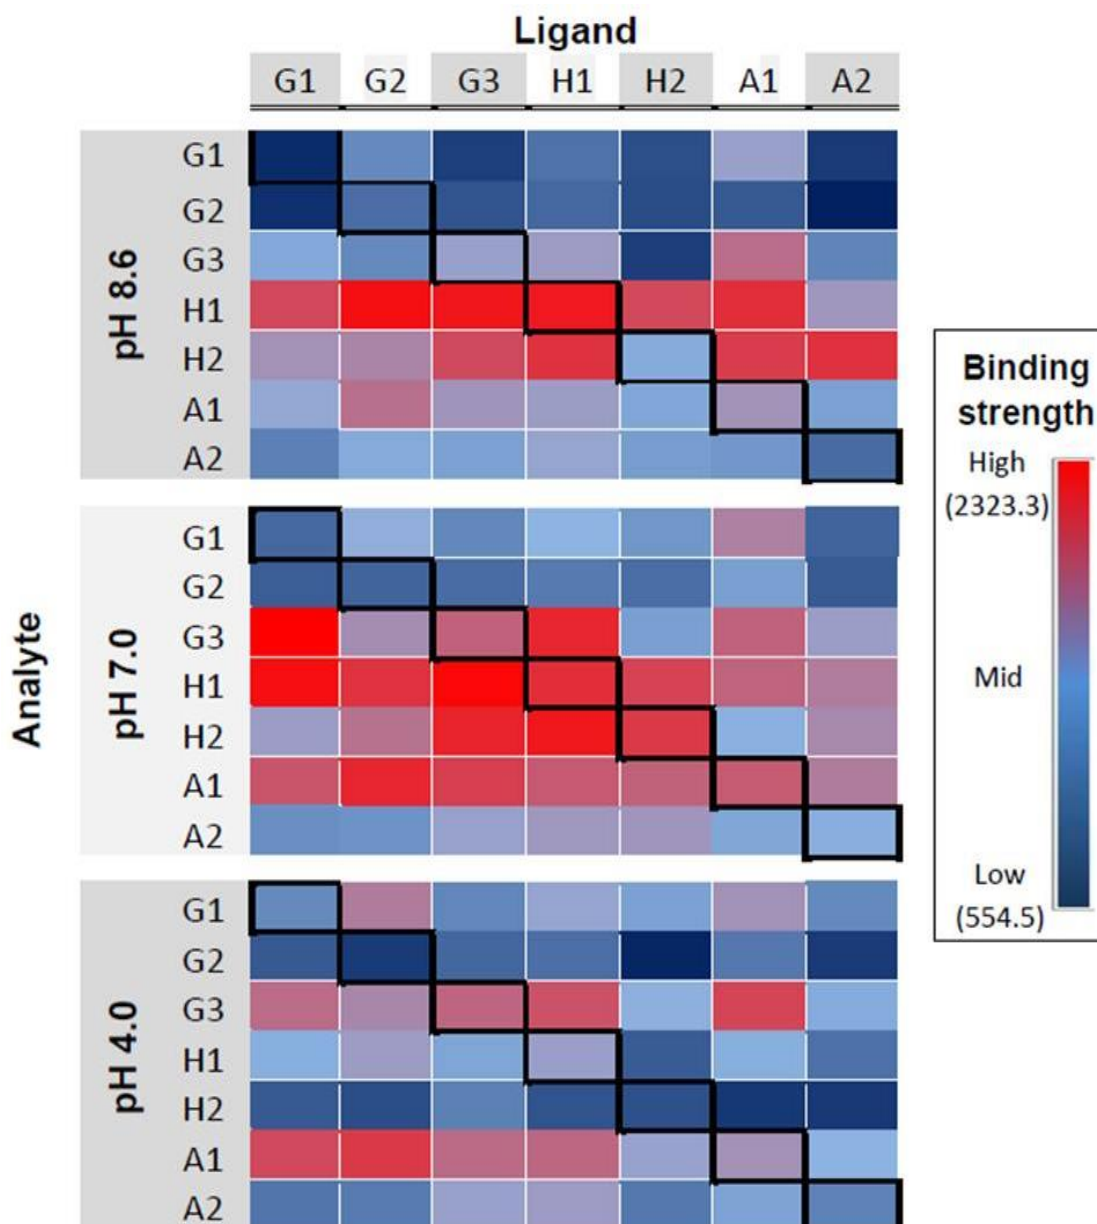 Ligand
G1 G2 G3 H1 H2 A1 A2
Analyte
pH 8.6
G1
G2
G3
H1
H2
A1
A2
pH 7.0
G1
G2
G3
H1
H2
A1
A2
pH 4.0
G1
G2
G3
H1
H2
A1
A2
Binding
strength
High
(2323.3)
Mid
Low
(554.5)